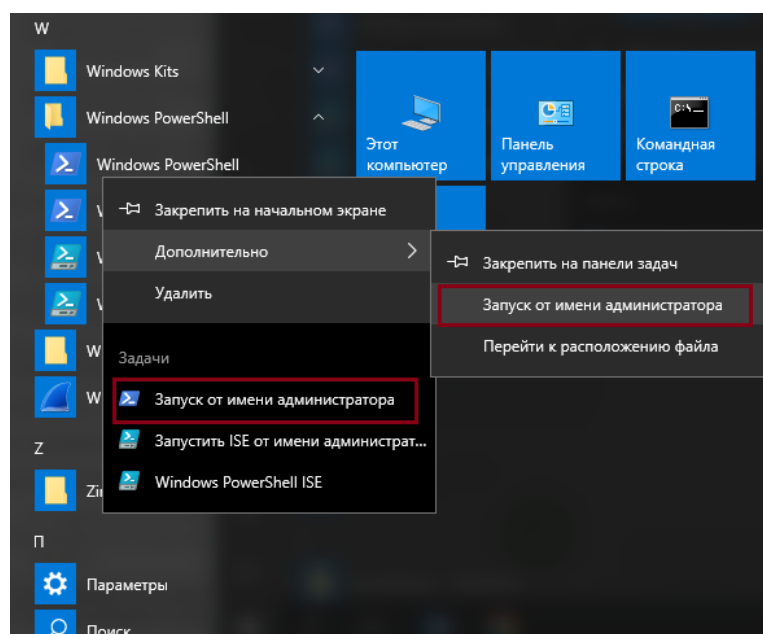 W
Windows Kits
Windows PowerShell
Windows PowerShell
Этот
компьютер
Панель
управления
Командная
строка
C:\
Закрепить на начальном экране
Дополнительно
Удалить
Задачи
Запуск от имени администратора
Запустить ISE от имени администрат...
Windows PowerShell ISE
Закрепить на панели задач
Запуск от имени администратора
Перейти к расположению файла
W
W
Z
Zi
П
Параметры
Поиск